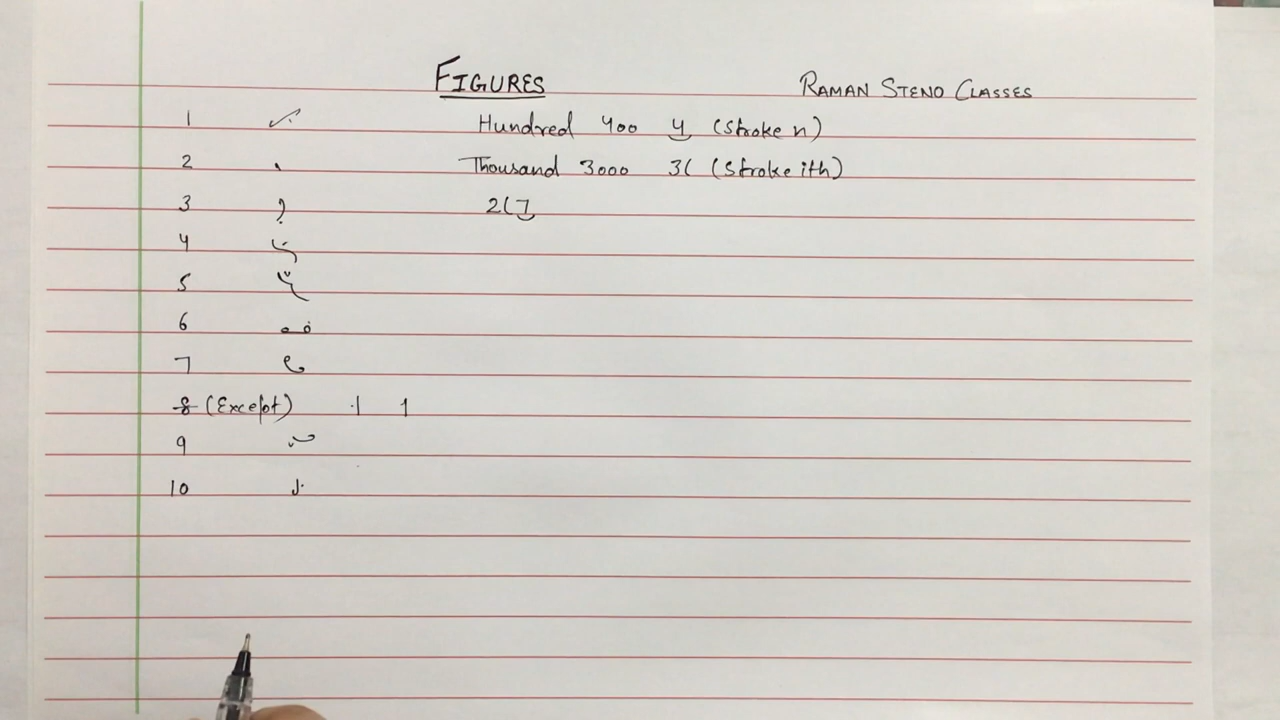 FIGURES RAMAN STENO CLASSES
1 Hundred 400 4 (Stroke n)
2 Thousand 3000 3( (Stroke ith)
3 2(7
4
5
6
7
8 (Except)
9
10